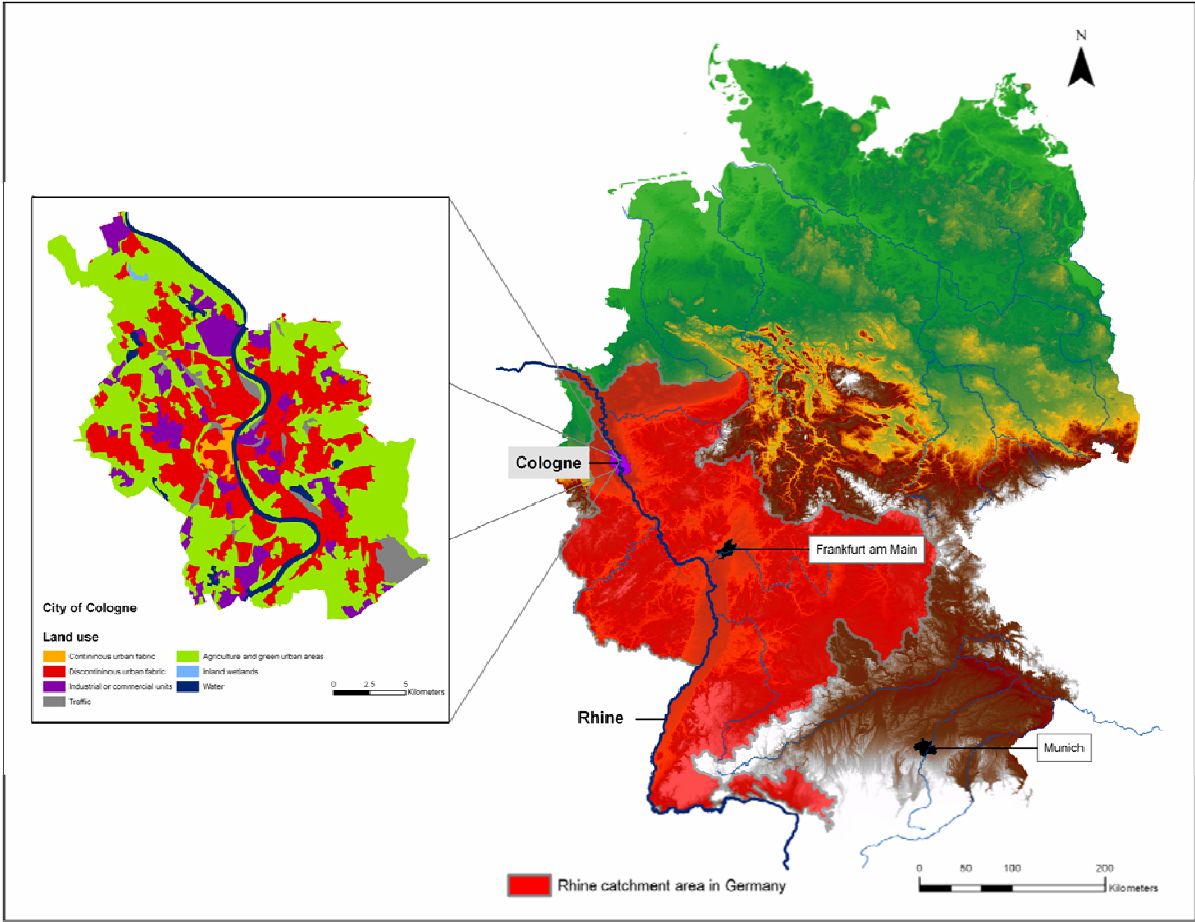 N
Cologne
Frankfurt am Main
City of Cologne
Land use
Contininous urban fabric
Agriculture and green urban areas
Discontininous urban fabric
Inland wetlands
Industrial or commercial units
Water
Traffic
0 2.5 5
Kilometers
Rhine
Munich
Rhine catchment area in Germany
0 50 100 200
Kilometers